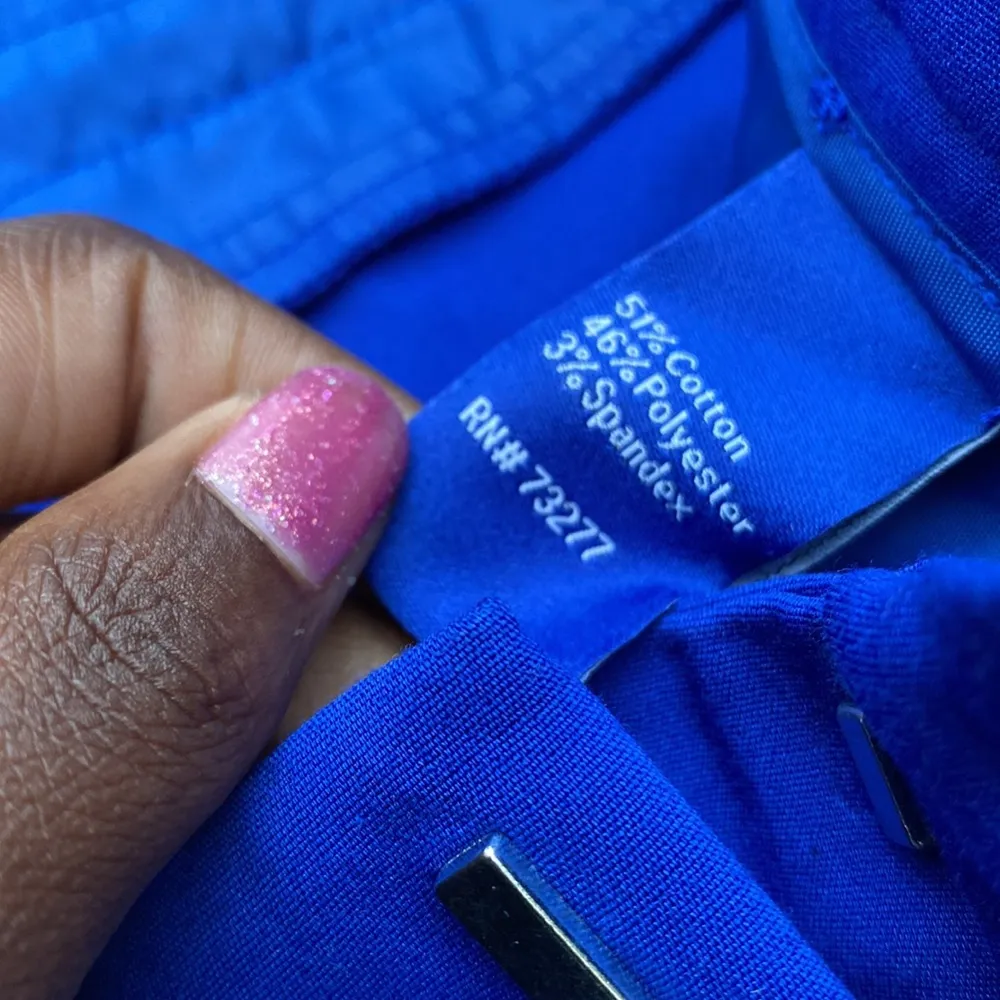 51% Cotton
46% Polyester
3% Spandex
RN# 73277